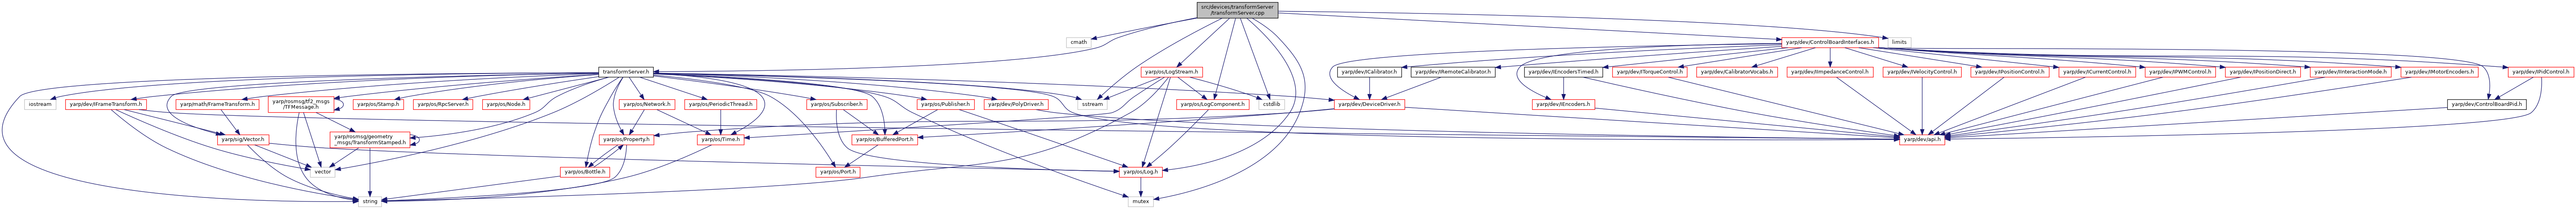 src/devices/transformServer
/transformServer.cpp
cmath
yarp/dev/ControlBoardInterfaces.h
limits
transformServer.h
yarp/os/LogStream.h
yarp/dev/ICalibrator.h
yarp/dev/IRemoteCalibrator.h
yarp/dev/IEncodersTimed.h
yarp/dev/ITorqueControl.h
yarp/dev/CalibratorVocabs.h
yarp/dev/IImpedanceControl.h
yarp/dev/IVelocityControl.h
yarp/dev/IPositionControl.h
yarp/dev/ICurrentControl.h
yarp/dev/IPWMControl.h
yarp/dev/IPositionDirect.h
yarp/dev/IInteractionMode.h
yarp/dev/IMotorEncoders.h
yarp/dev/IPidControl.h
iostream
yarp/dev/IFrameTransform.h
yarp/math/FrameTransform.h
yarp/rosmsg/tf2_msgs
/TFMessage.h
yarp/os/Stamp.h
yarp/os/RpcServer.h
yarp/os/Node.h
yarp/os/Network.h
yarp/os/PeriodicThread.h
yarp/os/Subscriber.h
yarp/os/Publisher.h
yarp/dev/PolyDriver.h
sstream
yarp/os/LogComponent.h
cstdlib
yarp/dev/DeviceDriver.h
yarp/dev/IEncoders.h
yarp/dev/ControlBoardPid.h
yarp/sig/Vector.h
yarp/rosmsg/geometry
_msgs/TransformStamped.h
yarp/os/Property.h
yarp/os/Time.h
yarp/os/BufferedPort.h
yarp/dev/api.h
vector
yarp/os/Bottle.h
yarp/os/Port.h
yarp/os/Log.h
string
mutex